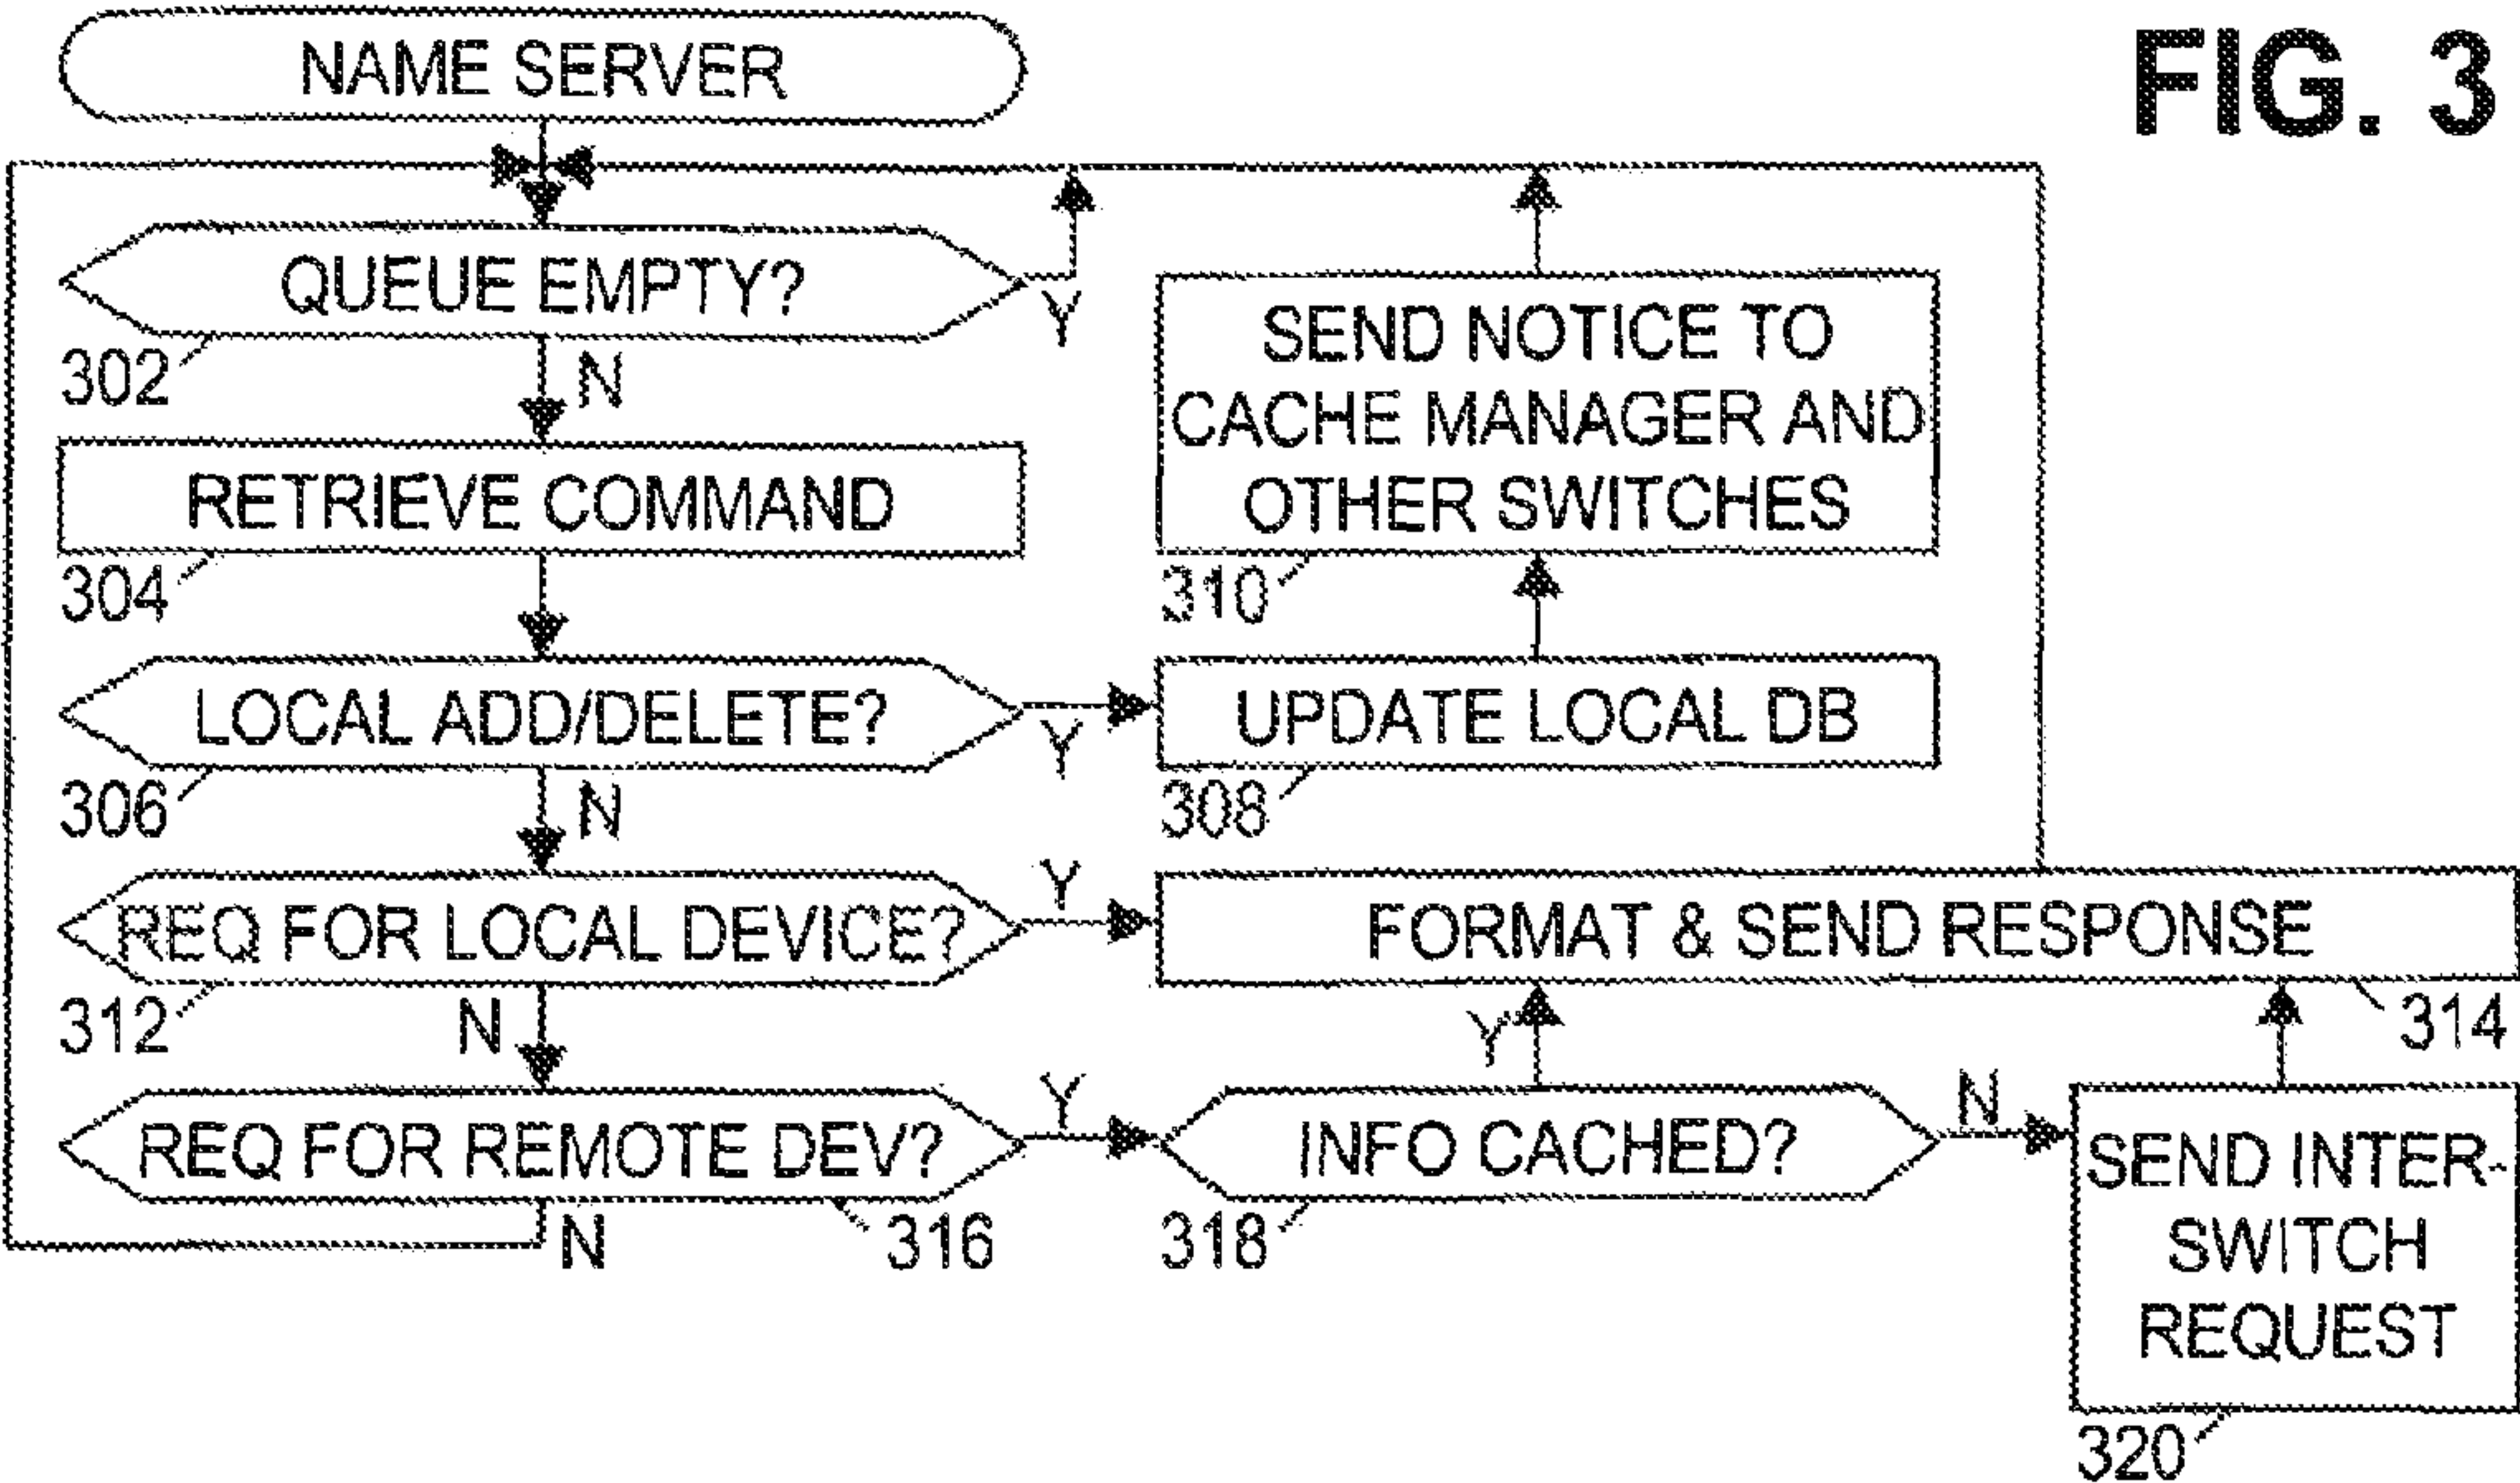 FIG. 3
NAME SERVER
QUEUE EMPTY?
Y
302
N
RETRIEVE COMMAND
304
SEND NOTICE TO
CACHE MANAGER AND
OTHER SWITCHES
310
LOCAL ADD/DELETE?
Y
UPDATE LOCAL DB
306
N
308
REQ FOR LOCAL DEVICE?
Y
FORMAT & SEND RESPONSE
312
N
Y
314
REQ FOR REMOTE DEV?
Y
INFO CACHED?
N
SEND INTER-
SWITCH
REQUEST
N
316
318
320